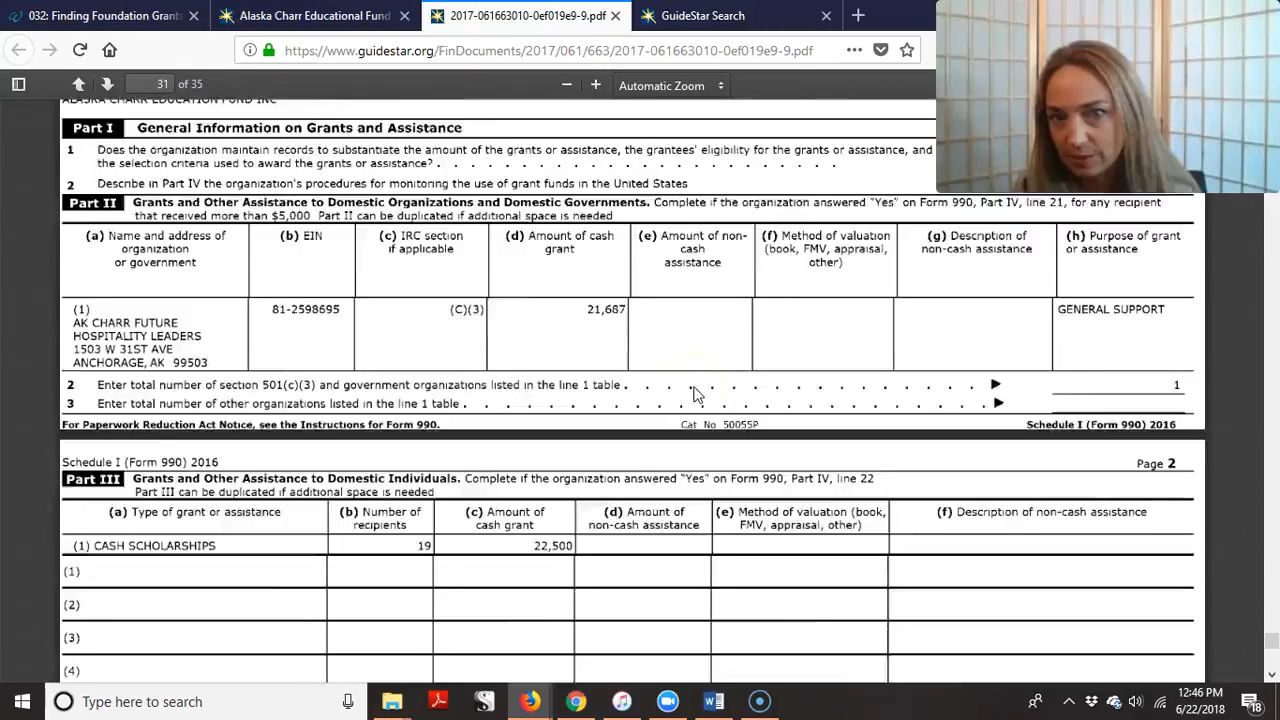 032: Finding Foundation Grants
Alaska Charr Educational Fund
2017-061663010-0ef019e9-9.pdf
GuideStar Search
https://www.guidestar.org/FinDocuments/2017/061/663/2017-061663010-0ef019e9-9.pdf
31 of 35
Automatic Zoom
ALASKA CHARR EDUCATION FUND INC
Part I General Information on Grants and Assistance
1 Does the organization maintain records to substantiate the amount of the grants or assistance, the grantees' eligibility for the grants or assistance, and
the selection criteria used to award the grants or assistance?
2 Describe in Part IV the organization's procedures for monitoring the use of grant funds in the United States
Part II Grants and Other Assistance to Domestic Organizations and Domestic Governments. Complete if the organization answered "Yes" on Form 990, Part IV, line 21, for any recipient
that received more than $5,000 Part II can be duplicated if additional space is needed
(a) Name and address of
organization
or government
(b) EIN
(c) IRC section
if applicable
(d) Amount of cash
grant
(e) Amount of non-
cash
assistance
(f) Method of valuation
(book, FMV, appraisal,
other)
(g) Description of
non-cash assistance
(h) Purpose of grant
or assistance
(1)
AK CHARR FUTURE
HOSPITALITY LEADERS
1503 W 31ST AVE
ANCHORAGE, AK 99503
81-2598695
(C)(3)
21,687
GENERAL SUPPORT
2 Enter total number of section 501(c)(3) and government organizations listed in the line 1 table 1
3 Enter total number of other organizations listed in the line 1 table
For Paperwork Reduction Act Notice, see the Instructions for Form 990. Cat No 50055P Schedule I (Form 990) 2016
Schedule I (Form 990) 2016 Page 2
Part III Grants and Other Assistance to Domestic Individuals. Complete if the organization answered "Yes" on Form 990, Part IV, line 22
Part III can be duplicated if additional space is needed
(a) Type of grant or assistance
(b) Number of
recipients
(c) Amount of
cash grant
(d) Amount of
non-cash assistance
(e) Method of valuation (book,
FMV, appraisal, other)
(f) Description of non-cash assistance
(1) CASH SCHOLARSHIPS 19 22,500
(1)
(2)
(3)
(4)
Type here to search
12:46 PM
6/22/2018
18